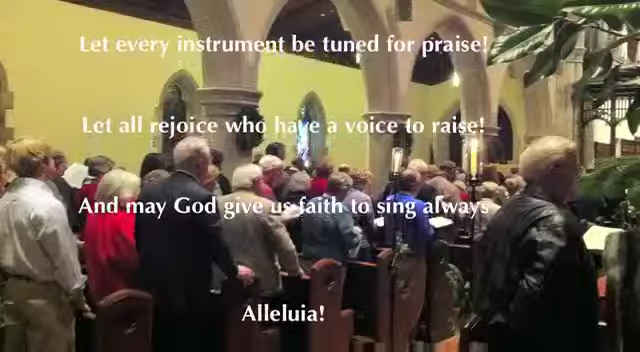 Let every instrument be tuned for praise!
Let all rejoice who have a voice to raise!
And may God give us faith to sing always
Alleluia!